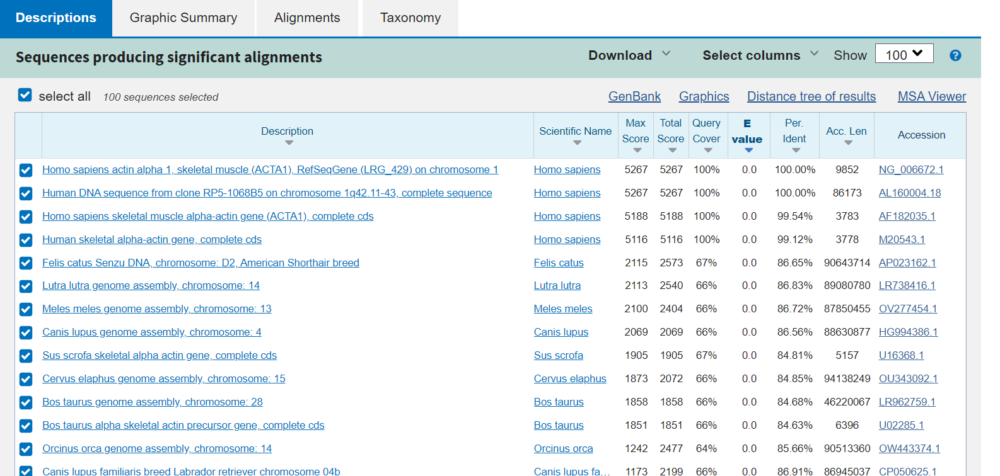 Descriptions Graphic Summary Alignments Taxonomy
Sequences producing significant alignments Download Select columns Show 100 ?
select all 100 sequences selected GenBank Graphics Distance tree of results MSA Viewer
Description Scientific Name Max Score Total Score Query Cover E value Per. Ident Acc. Len Accession
Homo sapiens actin alpha 1, skeletal muscle (ACTA1), RefSeqGene (LRG_429) on chromosome 1 Homo sapiens 5267 5267 100% 0.0 100.00% 9852 NG_006672.1
Human DNA sequence from clone RP5-1068B5 on chromosome 1q42.11-43, complete sequence Homo sapiens 5267 5267 100% 0.0 100.00% 86173 AL160004.18
Homo sapiens skeletal muscle alpha-actin gene (ACTA1), complete cds Homo sapiens 5188 5188 100% 0.0 99.54% 3783 AF182035.1
Human skeletal alpha-actin gene, complete cds Homo sapiens 5116 5116 100% 0.0 99.12% 3778 M20543.1
Felis catus Senzu DNA, chromosome: D2, American Shorthair breed Felis catus 2115 2573 67% 0.0 86.65% 90643714 AP023162.1
Lutra lutra genome assembly, chromosome: 14 Lutra lutra 2113 2540 66% 0.0 86.83% 89080780 LR738416.1
Meles meles genome assembly, chromosome: 13 Meles meles 2100 2404 66% 0.0 86.72% 87850455 OV277454.1
Canis lupus genome assembly, chromosome: 4 Canis lupus 2069 2069 66% 0.0 86.56% 88630877 HG994386.1
Sus scrofa skeletal alpha actin gene, complete cds Sus scrofa 1905 1905 67% 0.0 84.81% 5157 U16368.1
Cervus elaphus genome assembly, chromosome: 15 Cervus elaphus 1873 2072 66% 0.0 84.85% 94138249 OU343092.1
Bos taurus genome assembly, chromosome: 28 Bos taurus 1858 1858 66% 0.0 84.68% 46220067 LR962759.1
Bos taurus alpha skeletal actin precursor gene, complete cds Bos taurus 1851 1851 66% 0.0 84.63% 6396 U02285.1
Orcinus orca genome assembly, chromosome: 14 Orcinus orca 1242 2477 64% 0.0 85.66% 90513360 OW443374.1
Canis lupus familiaris breed Labrador retriever chromosome 04b Canis lupus fa... 1173 2199 66% 0.0 86.91% 86945037 CP050625.1